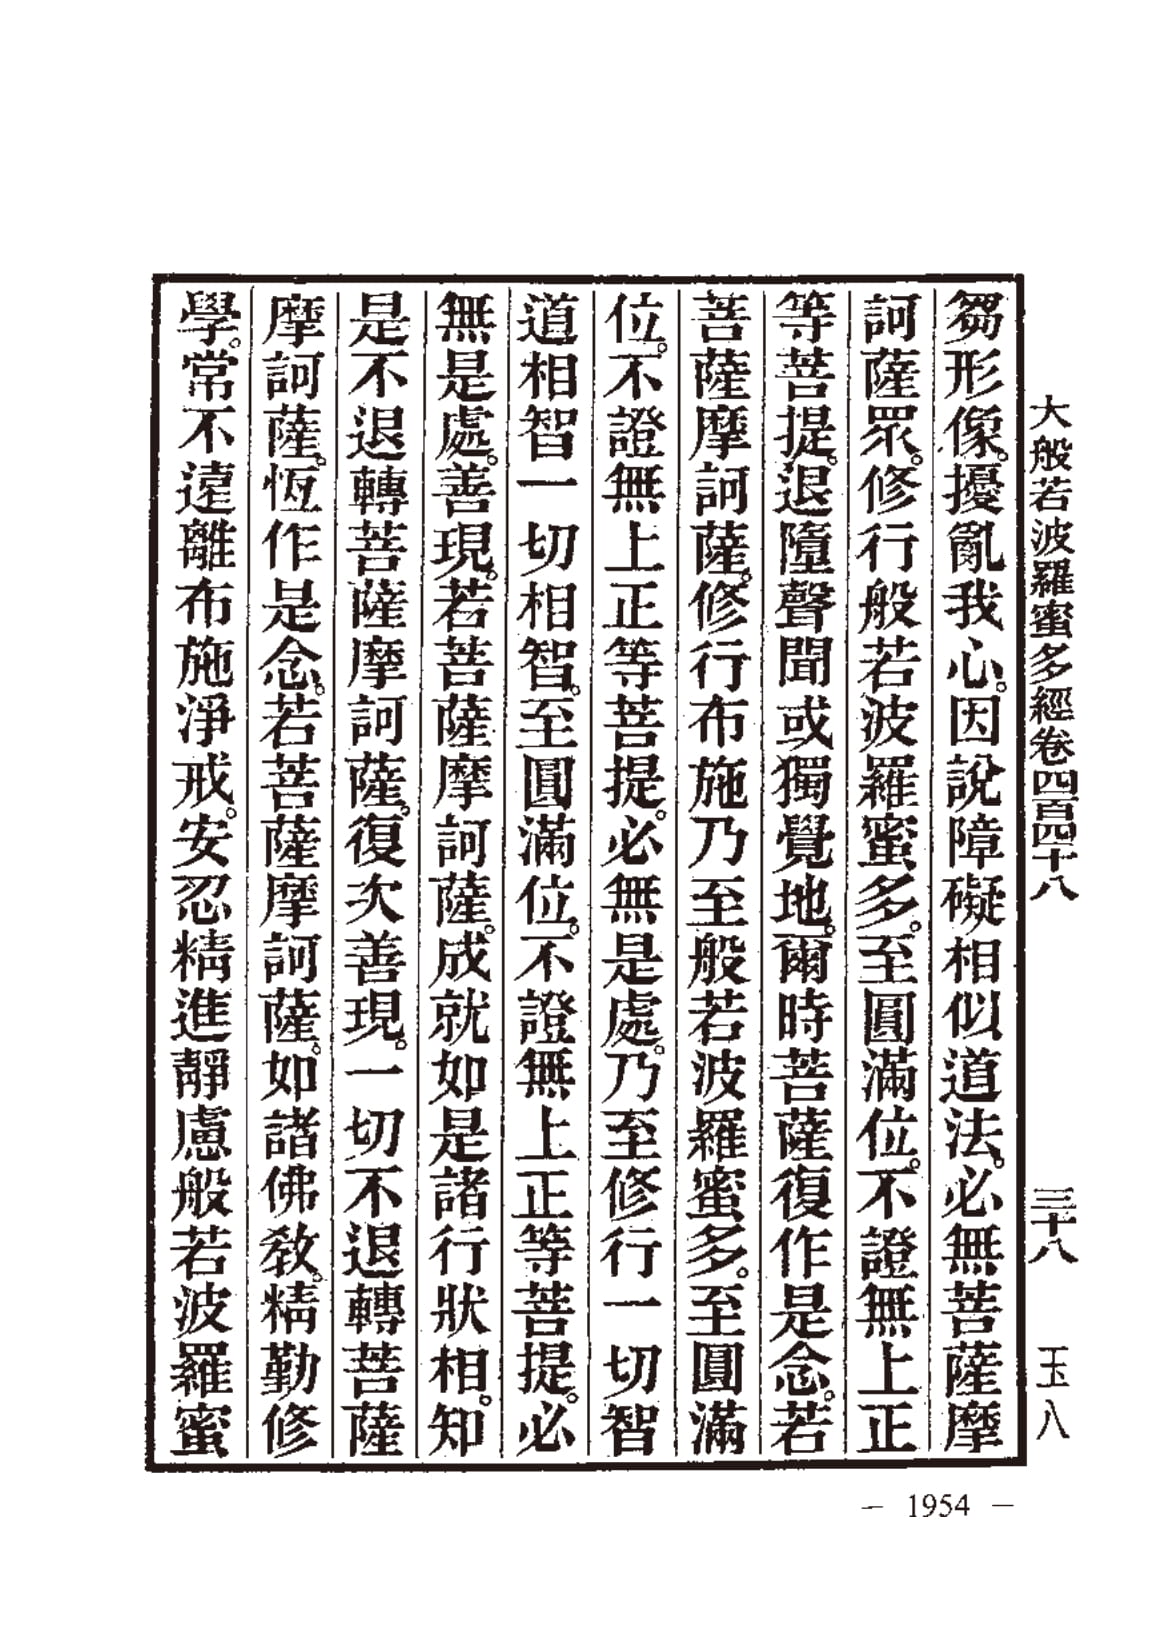 大般若波羅蜜多經卷四百四十八 三十八 玉八
芻形像。擾亂我心。因說障礙相似道法。必無菩薩摩
訶薩眾。修行般若波羅蜜多。至圓滿位。不證無上正
等菩提。退墮聲聞或獨覺地。爾時菩薩復作是念。若
菩薩摩訶薩。修行布施乃至般若波羅蜜多。至圓滿
位。不證無上正等菩提。必無是處。乃至修行一切智
道相智一切相智。至圓滿位。不證無上正等菩提。必
無是處。善現。若菩薩摩訶薩。成就如是諸行狀相。知
是不退轉菩薩摩訶薩。復次善現。一切不退轉菩薩
摩訶薩。恆作是念。若菩薩摩訶薩。如諸佛教。精勤修
學。常不遠離布施淨戒。安忍精進靜慮般若波羅蜜
— 1954 —